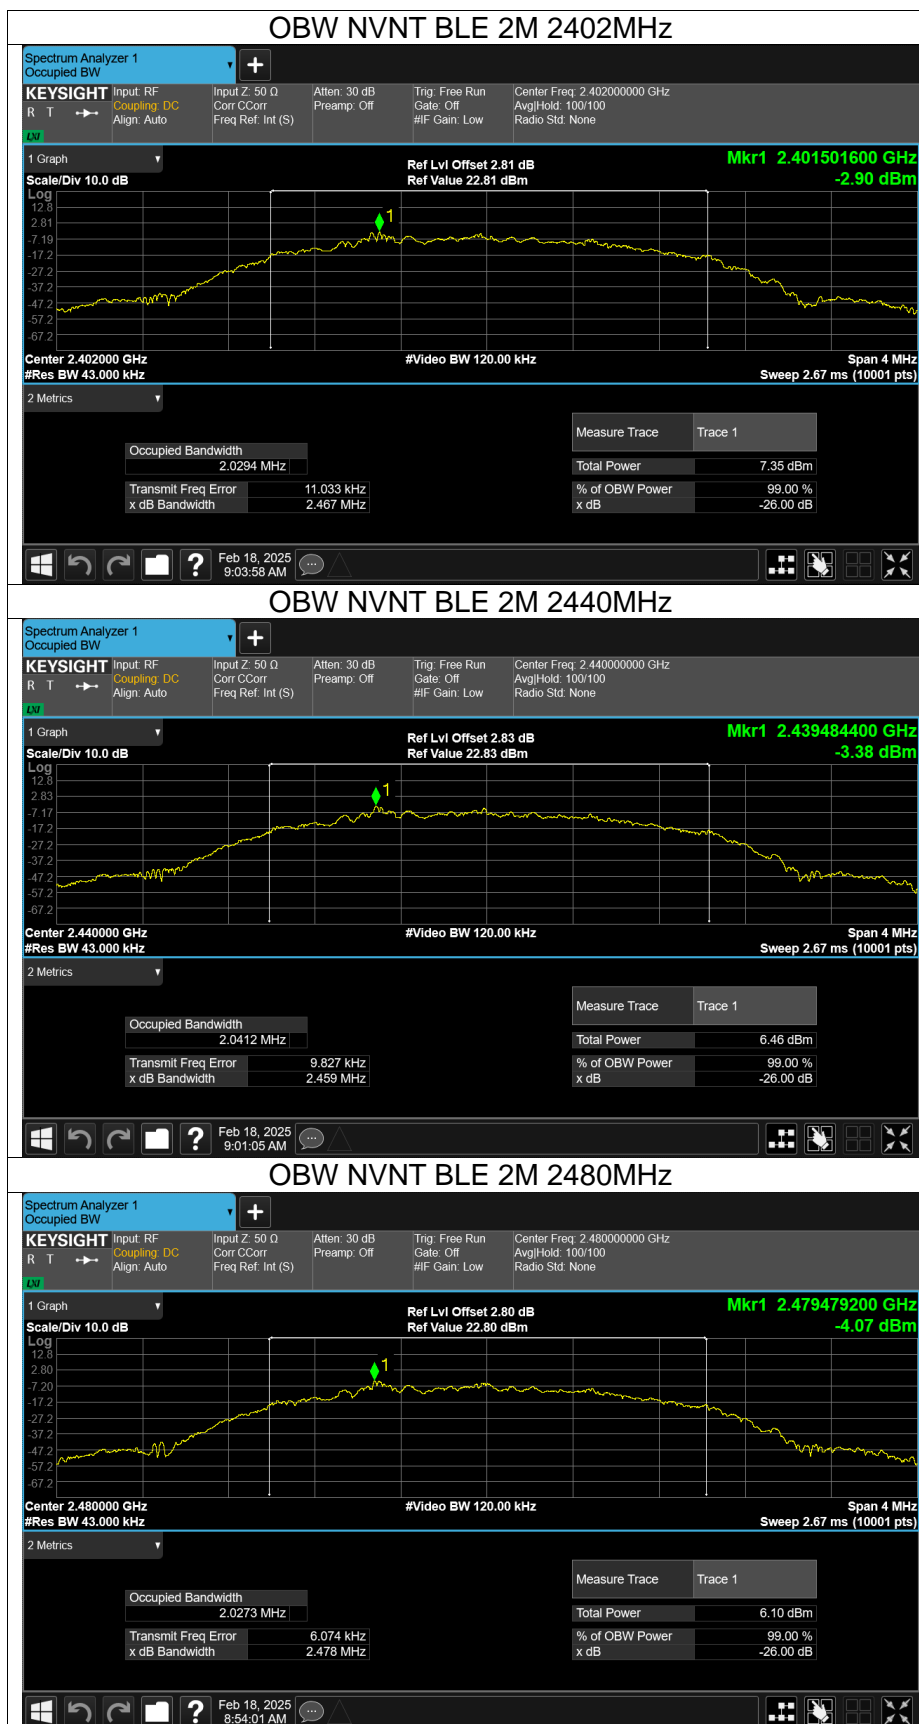 OBW NVNT BLE 2M 2402MHz
Spectrum Analyzer 1
Occupied BW
KEYSIGHT Input: RF Input Z: 50 Ω Atten: 30 dB Trig: Free Run Center Freq: 2.402000000 GHz
R T Coupling: DC Corr CCorr Preamp: Off Gate: Off Avg|Hold: 100/100
Align: Auto Freq Ref: Int (S) #IF Gain: Low Radio Std: None
LXI
1 Graph Ref Lvl Offset 2.81 dB Mkr1 2.401501600 GHz
Scale/Div 10.0 dB Ref Value 22.81 dBm -2.90 dBm
Log
12.8
1
2.81
-7.19
-17.2
-27.2
-37.2
-47.2
-57.2
-67.2
Center 2.402000 GHz #Video BW 120.00 kHz Span 4 MHz
#Res BW 43.000 kHz Sweep 2.67 ms (10001 pts)
2 Metrics
Measure Trace Trace 1
Occupied Bandwidth
2.0294 MHz Total Power 7.35 dBm
Transmit Freq Error 11.033 kHz % of OBW Power 99.00 %
x dB Bandwidth 2.467 MHz x dB -26.00 dB
? Feb 18, 2025
9:03:58 AM
OBW NVNT BLE 2M 2440MHz
Spectrum Analyzer 1
Occupied BW
KEYSIGHT Input: RF Input Z: 50 Ω Atten: 30 dB Trig: Free Run Center Freq: 2.440000000 GHz
R T Coupling: DC Corr CCorr Preamp: Off Gate: Off Avg|Hold: 100/100
Align: Auto Freq Ref: Int (S) #IF Gain: Low Radio Std: None
LXI
1 Graph Ref Lvl Offset 2.83 dB Mkr1 2.439484400 GHz
Scale/Div 10.0 dB Ref Value 22.83 dBm -3.38 dBm
Log
12.8
1
2.83
-7.17
-17.2
-27.2
-37.2
-47.2
-57.2
-67.2
Center 2.440000 GHz #Video BW 120.00 kHz Span 4 MHz
#Res BW 43.000 kHz Sweep 2.67 ms (10001 pts)
2 Metrics
Measure Trace Trace 1
Occupied Bandwidth
2.0412 MHz Total Power 6.46 dBm
Transmit Freq Error 9.827 kHz % of OBW Power 99.00 %
x dB Bandwidth 2.459 MHz x dB -26.00 dB
? Feb 18, 2025
9:01:05 AM
OBW NVNT BLE 2M 2480MHz
Spectrum Analyzer 1
Occupied BW
KEYSIGHT Input: RF Input Z: 50 Ω Atten: 30 dB Trig: Free Run Center Freq: 2.480000000 GHz
R T Coupling: DC Corr CCorr Preamp: Off Gate: Off Avg|Hold: 100/100
Align: Auto Freq Ref: Int (S) #IF Gain: Low Radio Std: None
LXI
1 Graph Ref Lvl Offset 2.80 dB Mkr1 2.479479200 GHz
Scale/Div 10.0 dB Ref Value 22.80 dBm -4.07 dBm
Log
12.8
1
2.80
-7.20
-17.2
-27.2
-37.2
-47.2
-57.2
-67.2
Center 2.480000 GHz #Video BW 120.00 kHz Span 4 MHz
#Res BW 43.000 kHz Sweep 2.67 ms (10001 pts)
2 Metrics
Measure Trace Trace 1
Occupied Bandwidth
2.0273 MHz Total Power 6.10 dBm
Transmit Freq Error 6.074 kHz % of OBW Power 99.00 %
x dB Bandwidth 2.478 MHz x dB -26.00 dB
? Feb 18, 2025
8:54:01 AM